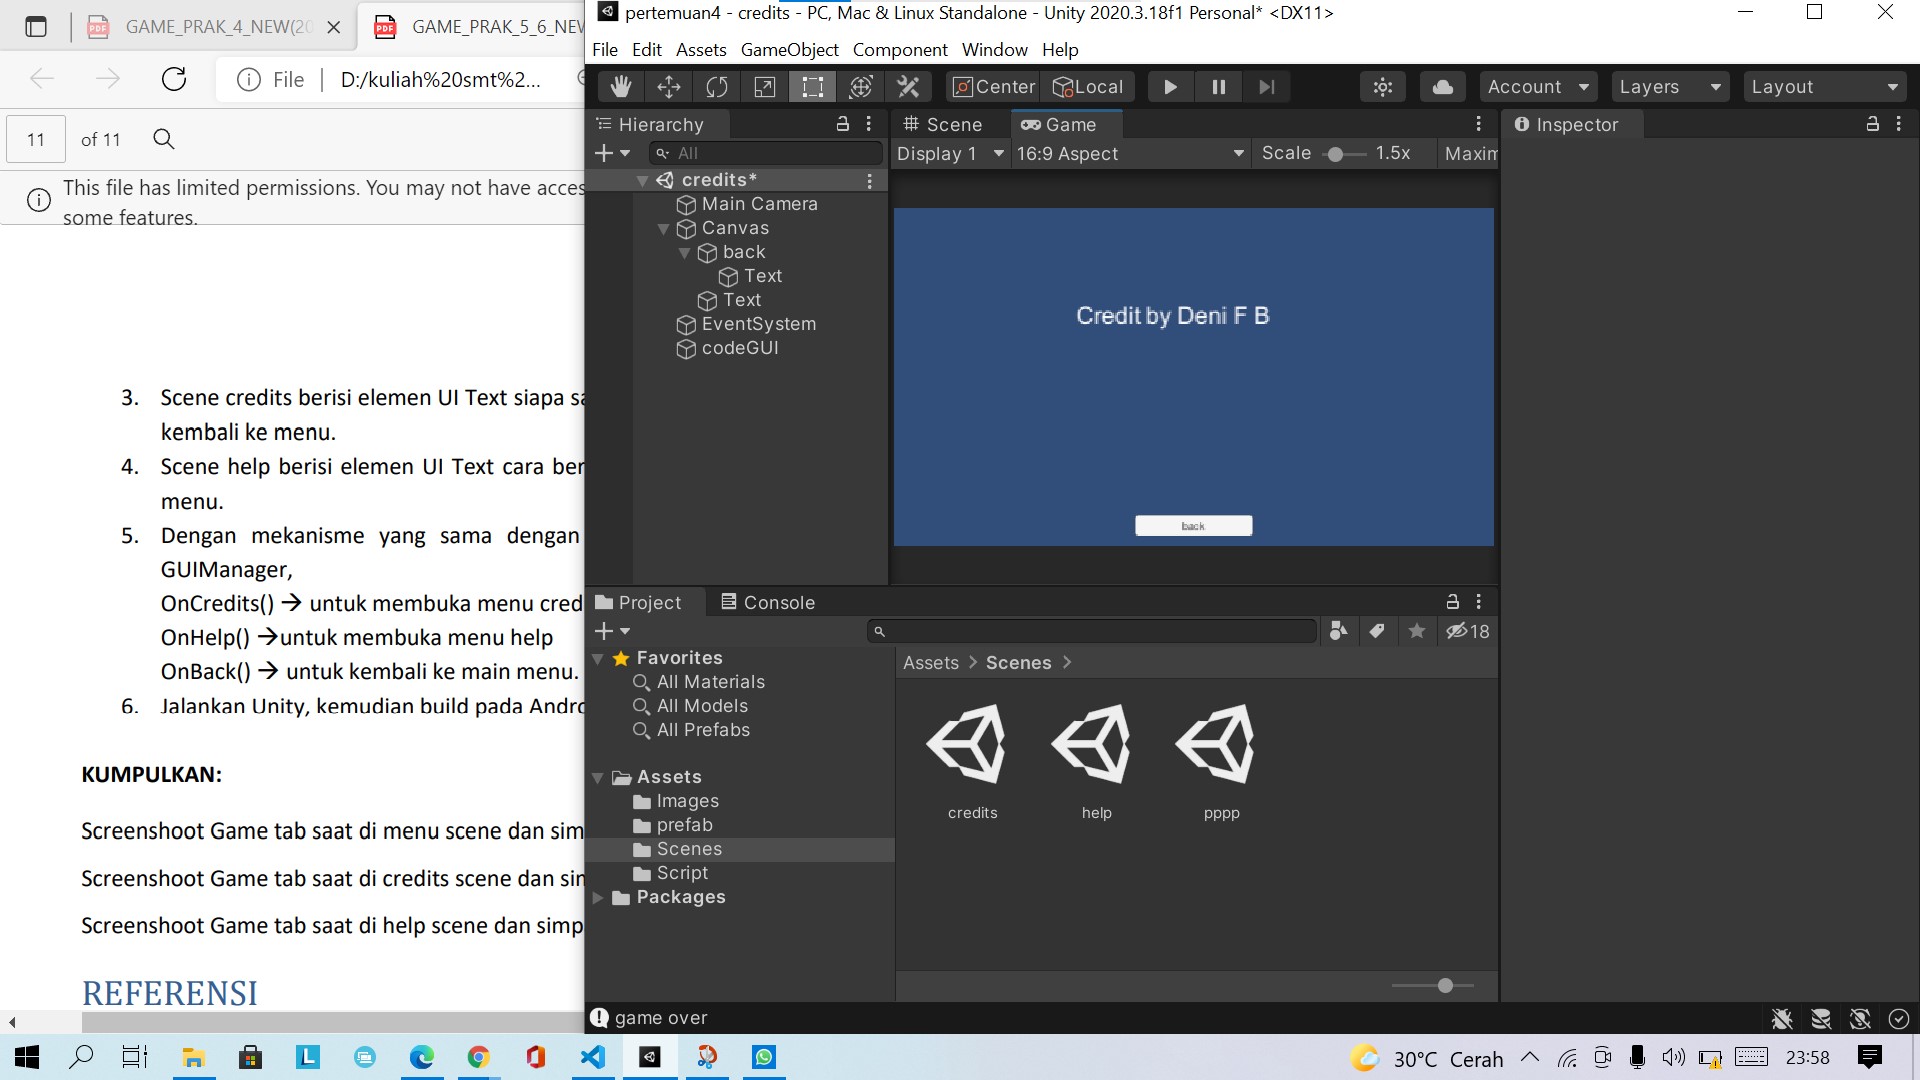 GAME_PRAK_4_NEW(20
GAME_PRAK_5_6_NEW
File
D:/kuliah%20smt%2...
11
of 11
This file has limited permissions. You may not have acces
some features.
3. Scene credits berisi elemen UI Text siapa sa
kembali ke menu.
4. Scene help berisi elemen UI Text cara ber
menu.
5. Dengan mekanisme yang sama dengan
GUIManager,
OnCredits() → untuk membuka menu cred
OnHelp() →untuk membuka menu help
OnBack() → untuk kembali ke main menu.
6. Jalankan Unity, kemudian build pada Andro
KUMPULKAN:
Screenshoot Game tab saat di menu scene dan sim
Screenshoot Game tab saat di credits scene dan sim
Screenshoot Game tab saat di help scene dan simp
REFERENSI
pertemuan4 - credits - PC, Mac & Linux Standalone - Unity 2020.3.18f1 Personal* <DX11>
File Edit Assets GameObject Component Window Help
Center Local Account Layers Layout
Hierarchy
All
credits*
Main Camera
Canvas
back
Text
Text
EventSystem
codeGUI
Scene Game
Display 1 16:9 Aspect Scale 1.5x Maxim
Credit by Deni F B
back
Inspector
Project Console
18
Favorites
All Materials
All Models
All Prefabs
Assets
Images
prefab
Scenes
Script
Packages
Assets > Scenes >
credits help pppp
game over
30°C Cerah 23:58